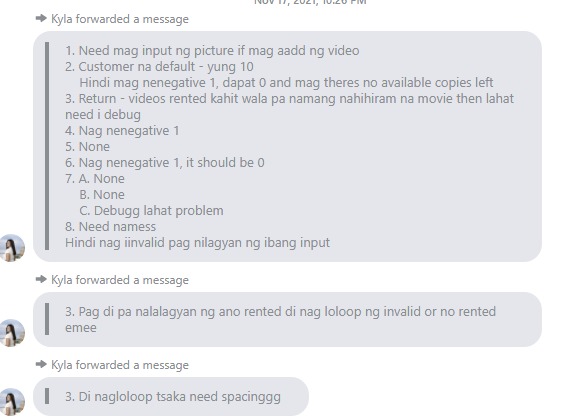 Nov 17, 2021, 10:26 PM
Kyla forwarded a message
1. Need mag input ng picture if mag aadd ng video
2. Customer na default - yung 10
Hindi mag nenegative 1, dapat 0 and mag theres no available copies left
3. Return - videos rented kahit wala pa namang nahihiram na movie then lahat
need i debug
4. Nag nenegative 1
5. None
6. Nag nenegative 1, it should be 0
7. A. None
B. None
C. Debugg lahat problem
8. Need namess
Hindi nag iinvalid pag nilagyan ng ibang input
Kyla forwarded a message
3. Pag di pa nalalagyan ng ano rented di nag loloop ng invalid or no rented
emee
Kyla forwarded a message
3. Di nagloloop tsaka need spacinggg